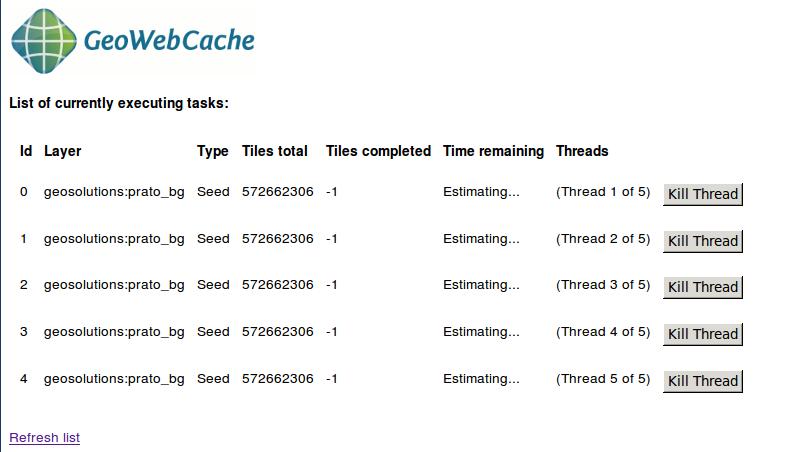 GeoWebCache
List of currently executing tasks:
Id Layer Type Tiles total Tiles completed Time remaining Threads
0 geosolutions:prato_bg Seed 572662306 -1 Estimating... (Thread 1 of 5) Kill Thread
1 geosolutions:prato_bg Seed 572662306 -1 Estimating... (Thread 2 of 5) Kill Thread
2 geosolutions:prato_bg Seed 572662306 -1 Estimating... (Thread 3 of 5) Kill Thread
3 geosolutions:prato_bg Seed 572662306 -1 Estimating... (Thread 4 of 5) Kill Thread
4 geosolutions:prato_bg Seed 572662306 -1 Estimating... (Thread 5 of 5) Kill Thread
Refresh list